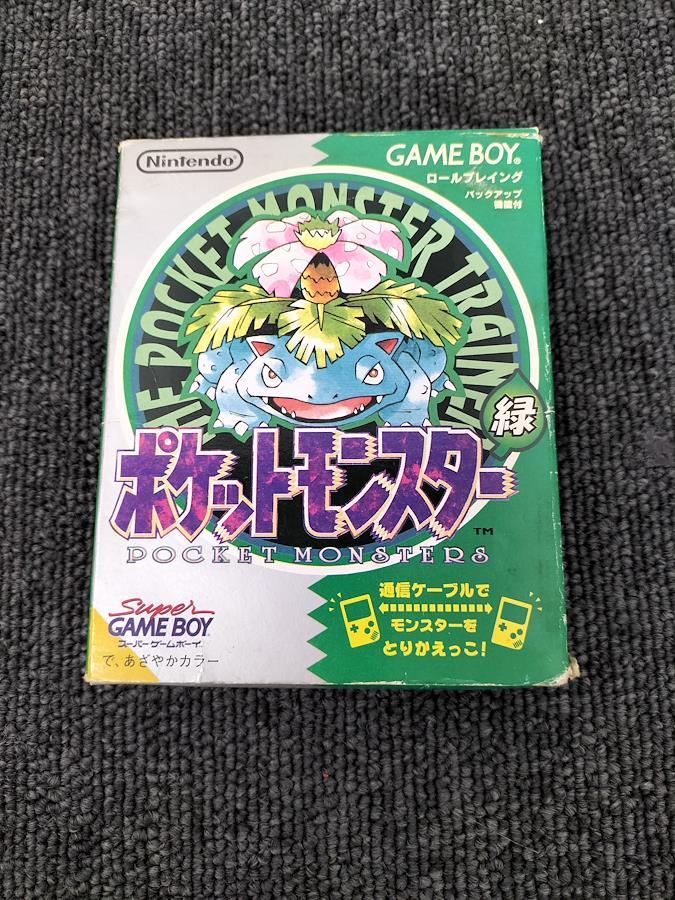 Nintendo
GAME BOY
ロールプレイング
バックアップ
機能付
THE POCKET MONSTER TRAINER
緑
ポケットモンスター
TM
POCKET MONSTERS
Super
GAME BOY
スーパーゲームボーイ
で、あざやかカラー
通信ケーブルで
モンスターを
とりかえっこ!